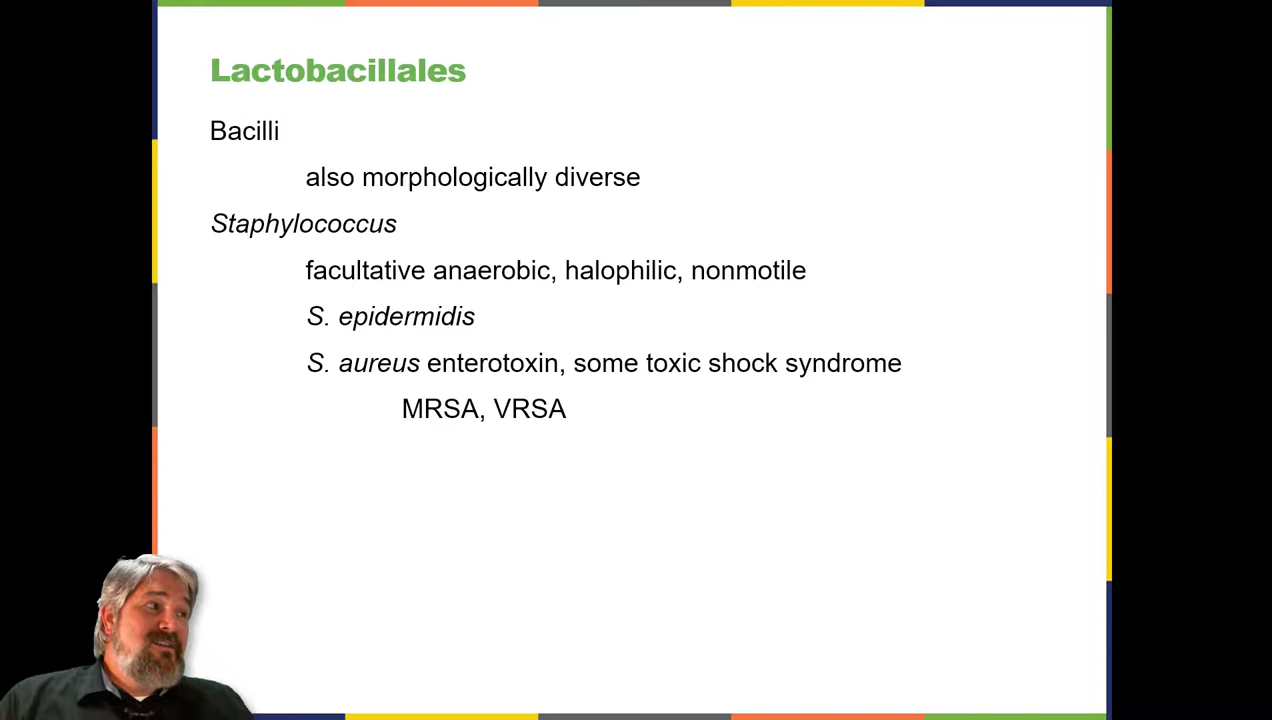 Lactobacillales
Bacilli
also morphologically diverse
Staphylococcus
facultative anaerobic, halophilic, nonmotile
S. epidermidis
S. aureus enterotoxin, some toxic shock syndrome
MRSA, VRSA